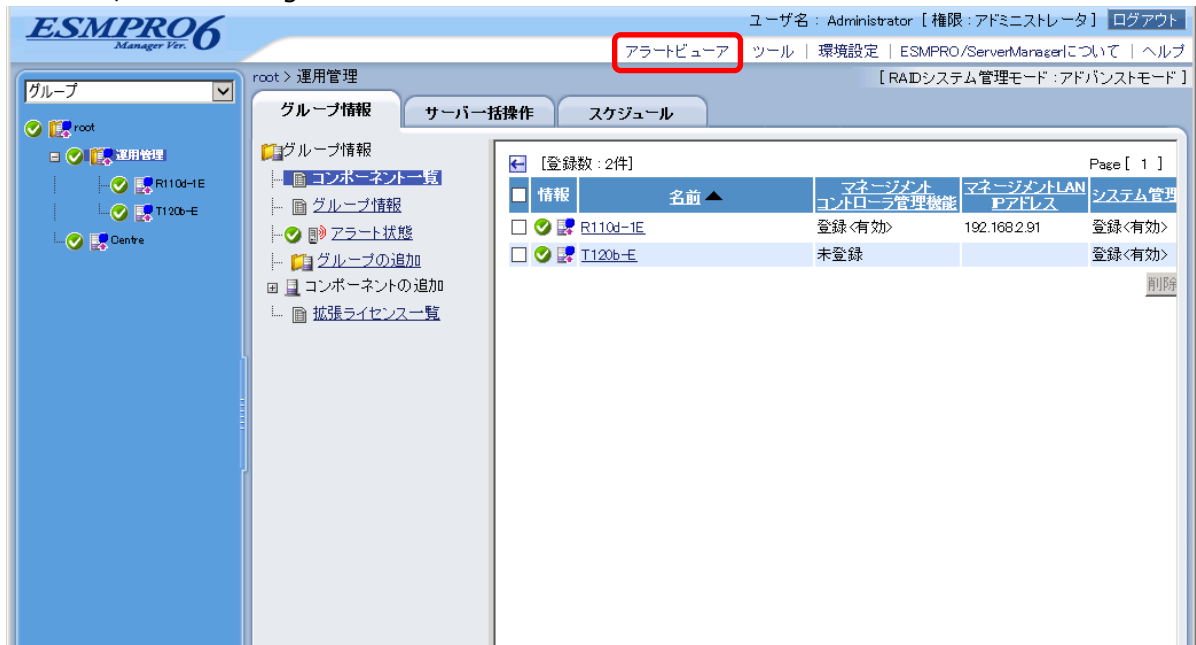 ESMPRO6
Manager Ver.
ユーザ名 : Administrator [ 権限 : アドミニストレータ ] ログアウト
アラートビューア | ツール | 環境設定 | ESMPRO/ServerManagerについて | ヘルプ
グループ
root > 運用管理
[ RAIDシステム管理モード : アドバンストモード ]
グループ情報 サーバー括操作 スケジュール
root
運用管理
R110d-1E
T120b-E
Centre
グループ情報
コンポーネント一覧
グループ情報
アラート状態
グループの追加
コンポーネントの追加
拡張ライセンス一覧
[登録数 : 2件] Page [ 1 ]
情報 名前▲ マネージメントコントローラ管理機能 マネージメントLAN IPアドレス システム管理
R110d-1E 登録<有効> 192.168.2.91 登録<有効>
T120b-E 未登録 登録<有効>
削除